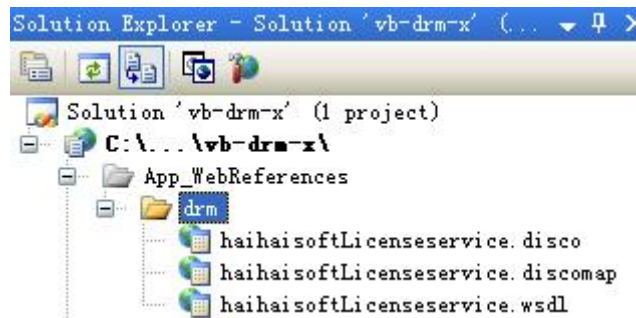 Solution Explorer - Solution 'vb-drm-x' (...
Solution 'vb-drm-x' (1 project)
C:\...\vb-drm-x\
App_WebReferences
drm
haihaisoftLicenseservice.disco
haihaisoftLicenseservice.discomap
haihaisoftLicenseservice.wsdl